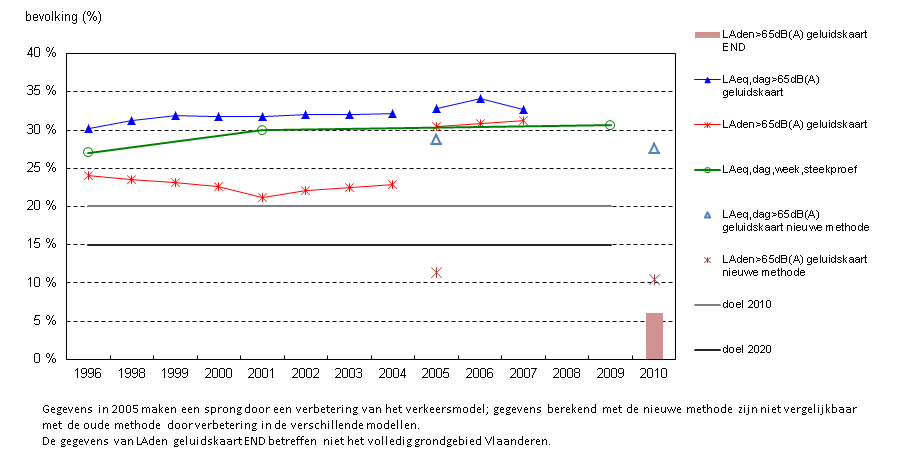 bevolking (%)
40 %
35 %
30 %
25 %
20 %
15 %
10 %
5 %
0 %
1996 1998 1999 2000 2001 2002 2003 2004 2005 2006 2007 2008 2009 2010
LAden>65dB(A) geluidskaart
END
LAeq,dag>65dB(A)
geluidskaart
LAden>65dB(A) geluidskaart
LAeq,dag,week,steekproef
LAeq,dag>65dB(A)
geluidskaart nieuwe methode
LAden>65dB(A) geluidskaart
nieuwe methode
doel 2010
doel 2020
Gegevens in 2005 maken een sprong door een verbetering van het verkeersmodel; gegevens berekend met de nieuwe methode zijn niet vergelijkbaar
met de oude methode door verbetering in de verschillende modellen.
De gegevens van LAden geluidskaart END betreffen niet het volledig grondgebied Vlaanderen.